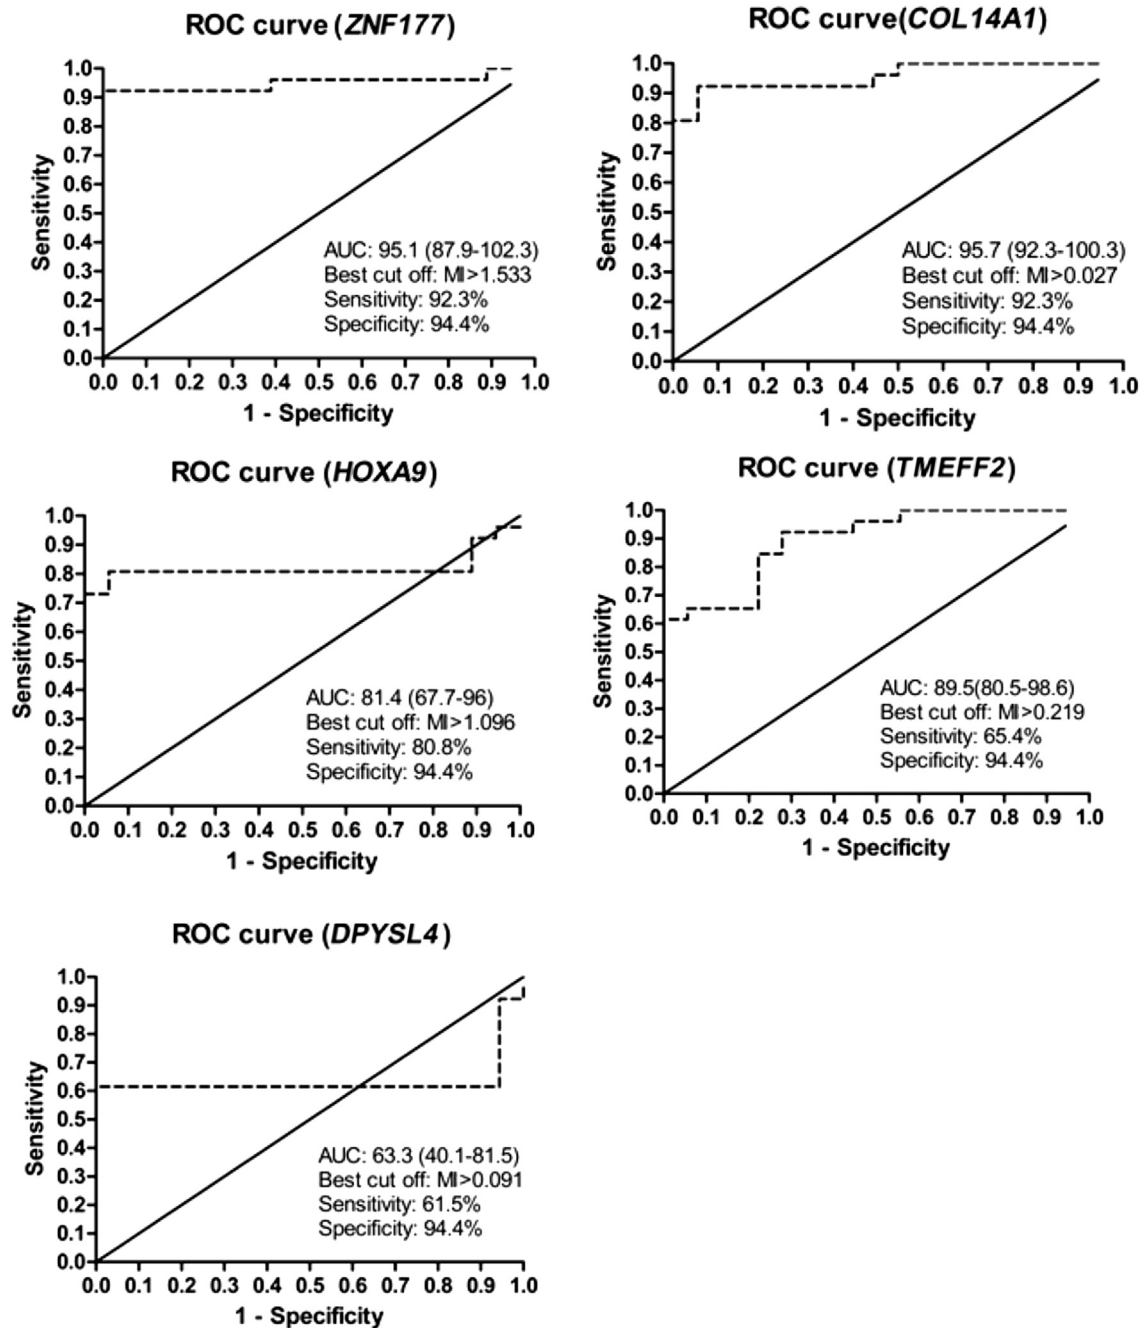 ROC curve (ZNF177)
1.0
0.9
0.8
0.7
0.6
0.5
0.4
0.3
0.2
0.1
0.0
Sensitivity
AUC: 95.1 (87.9-102.3)
Best cut off: MI>1.533
Sensitivity: 92.3%
Specificity: 94.4%
0.0 0.1 0.2 0.3 0.4 0.5 0.6 0.7 0.8 0.9 1.0
1 - Specificity
ROC curve(COL14A1)
1.0
0.9
0.8
0.7
0.6
0.5
0.4
0.3
0.2
0.1
0.0
Sensitivity
AUC: 95.7 (92.3-100.3)
Best cut off: MI>0.027
Sensitivity: 92.3%
Specificity: 94.4%
0.0 0.1 0.2 0.3 0.4 0.5 0.6 0.7 0.8 0.9 1.0
1 - Specificity
ROC curve (HOXA9)
1.0
0.9
0.8
0.7
0.6
0.5
0.4
0.3
0.2
0.1
0.0
Sensitivity
AUC: 81.4 (67.7-96)
Best cut off: MI>1.096
Sensitivity: 80.8%
Specificity: 94.4%
0.0 0.1 0.2 0.3 0.4 0.5 0.6 0.7 0.8 0.9 1.0
1 - Specificity
ROC curve (TMEFF2)
1.0
0.9
0.8
0.7
0.6
0.5
0.4
0.3
0.2
0.1
0.0
Sensitivity
AUC: 89.5(80.5-98.6)
Best cut off: MI>0.219
Sensitivity: 65.4%
Specificity: 94.4%
0.0 0.1 0.2 0.3 0.4 0.5 0.6 0.7 0.8 0.9 1.0
1 - Specificity
ROC curve (DPYSL4)
1.0
0.9
0.8
0.7
0.6
0.5
0.4
0.3
0.2
0.1
0.0
Sensitivity
AUC: 63.3 (40.1-81.5)
Best cut off: MI>0.091
Sensitivity: 61.5%
Specificity: 94.4%
0.0 0.1 0.2 0.3 0.4 0.5 0.6 0.7 0.8 0.9 1.0
1 - Specificity